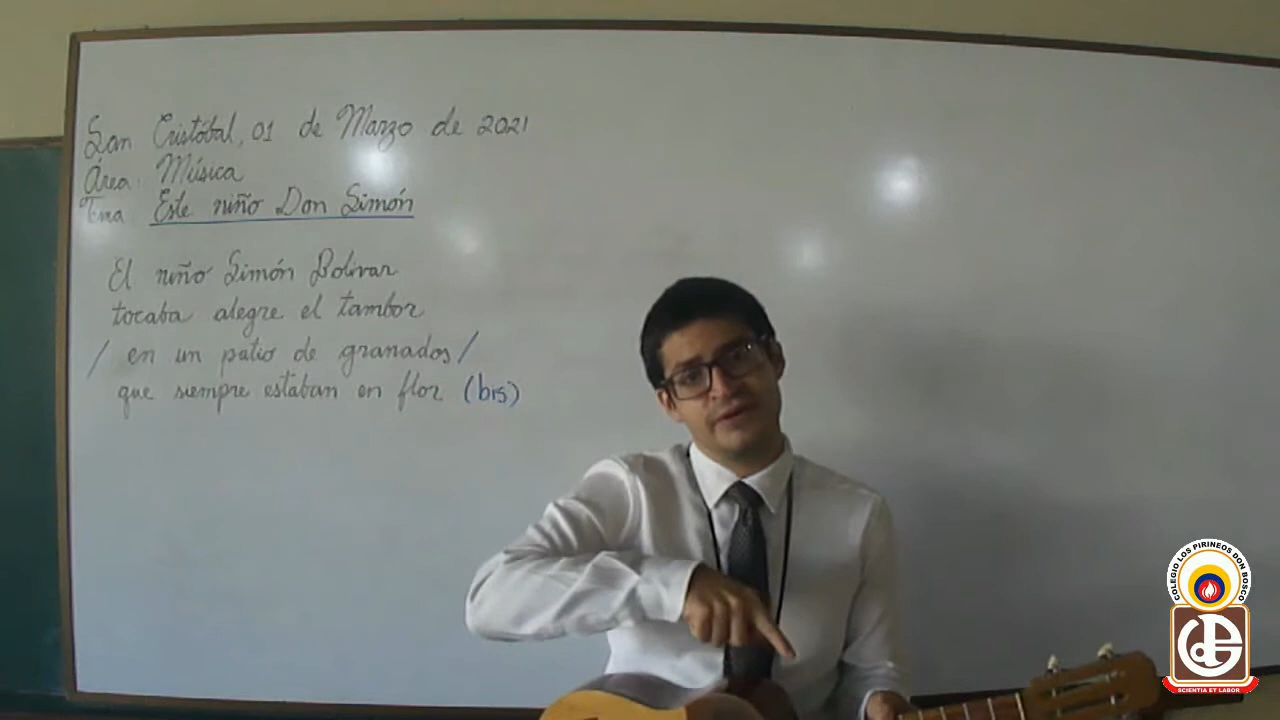 San Cristóbal, 01 de Marzo de 2021
Área: Música
Tema Este niño Don Simón
El niño Simón Bolivar
tocaba alegre el tambor
/ en un patio de granados /
que siempre estaban en flor (bis)
COLEGIO LOS PIRINEOS DON BOSCO
SCIENTIA ET LABOR